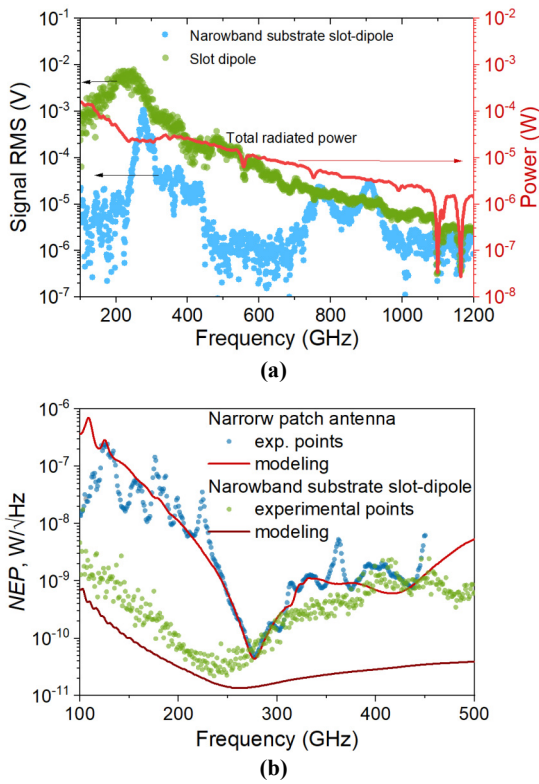 10⁻¹
10⁻²
10⁻³
10⁻⁴
10⁻⁵
10⁻⁶
10⁻⁷
Signal RMS (V)
Narowband substrate slot-dipole
Slot dipole
Total radiated power
10⁻²
10⁻³
10⁻⁴
10⁻⁵
10⁻⁶
10⁻⁷
10⁻⁸
Power (W)
200 400 600 800 1000 1200
Frequency (GHz)
(a)
10⁻⁶
10⁻⁷
10⁻⁸
10⁻⁹
10⁻¹⁰
10⁻¹¹
NEP, W/√Hz
Narrorw patch antenna
exp. points
modeling
Narowband substrate slot-dipole
experimental points
modeling
100 200 300 400 500
Frequency (GHz)
(b)